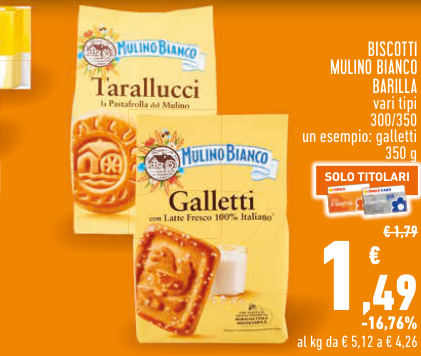 MULINO BIANCO
Tarallucci
la Pastafrolla del Mulino
MULINO BIANCO
Galletti
con Latte Fresco 100% Italiano*
BISCOTTI
MULINO BIANCO
BARILLA
vari tipi
300/350
un esempio: galletti
350 g
SOLO TITOLARI
€ 1,79
1,49 €
-16,76%
al kg da € 5,12 a € 4,26